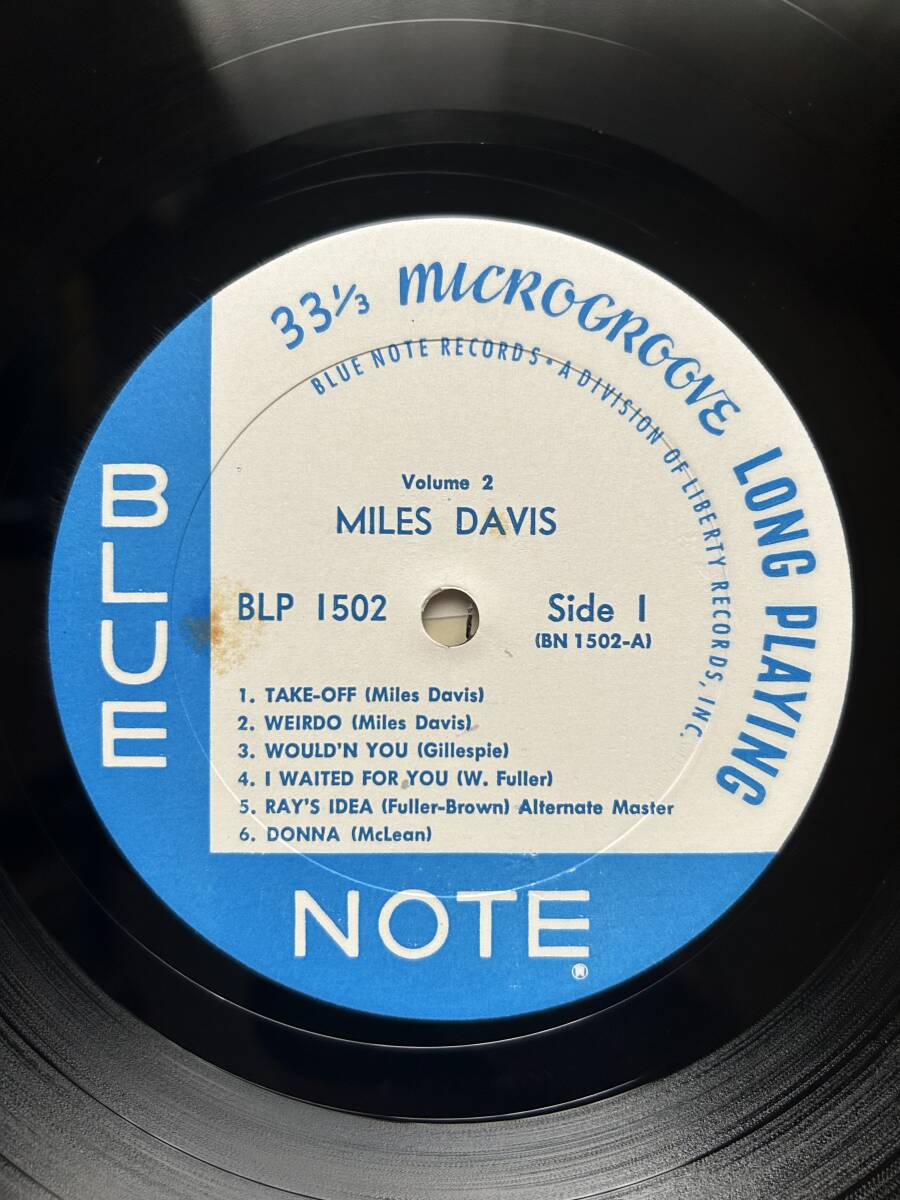 33⅓ MICROGROOVE LONG PLAYING
BLUE NOTE RECORDS • A DIVISION OF LIBERTY RECORDS, INC.
Volume 2
MILES DAVIS
BLP 1502
Side 1
(BN 1502-A)
1. TAKE-OFF (Miles Davis)
2. WEIRDO (Miles Davis)
3. WOULD'N YOU (Gillespie)
4. I WAITED FOR YOU (W. Fuller)
5. RAY'S IDEA (Fuller-Brown) Alternate Master
6. DONNA (McLean)
BLUE
NOTE
®